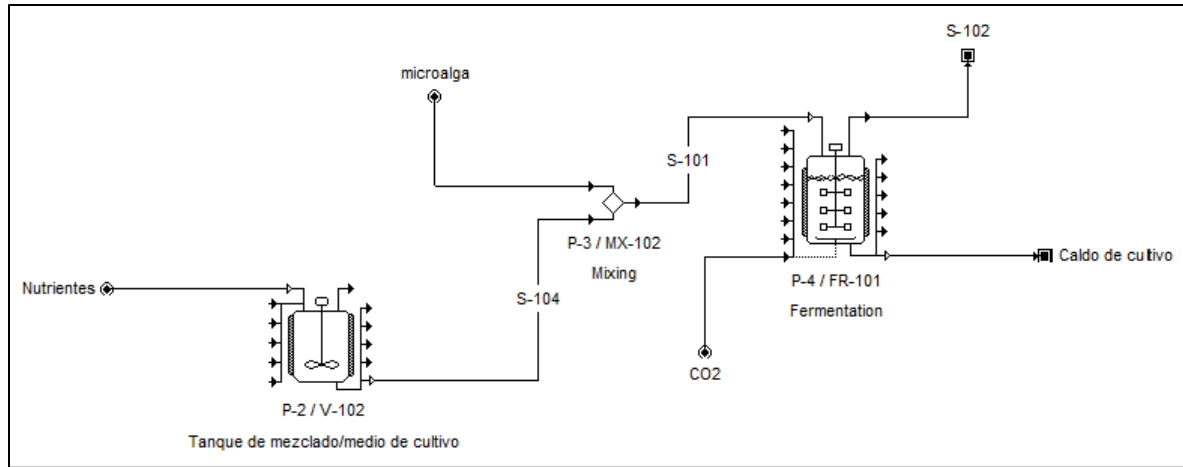 S-102
microalga
S-101
P-3 / MX-102
Mixing
Caldo de cultivo
P-4 / FR-101
Fermentation
Nutrientes
S-104
CO2
P-2 / V-102
Tanque de mezclado/medio de cultivo